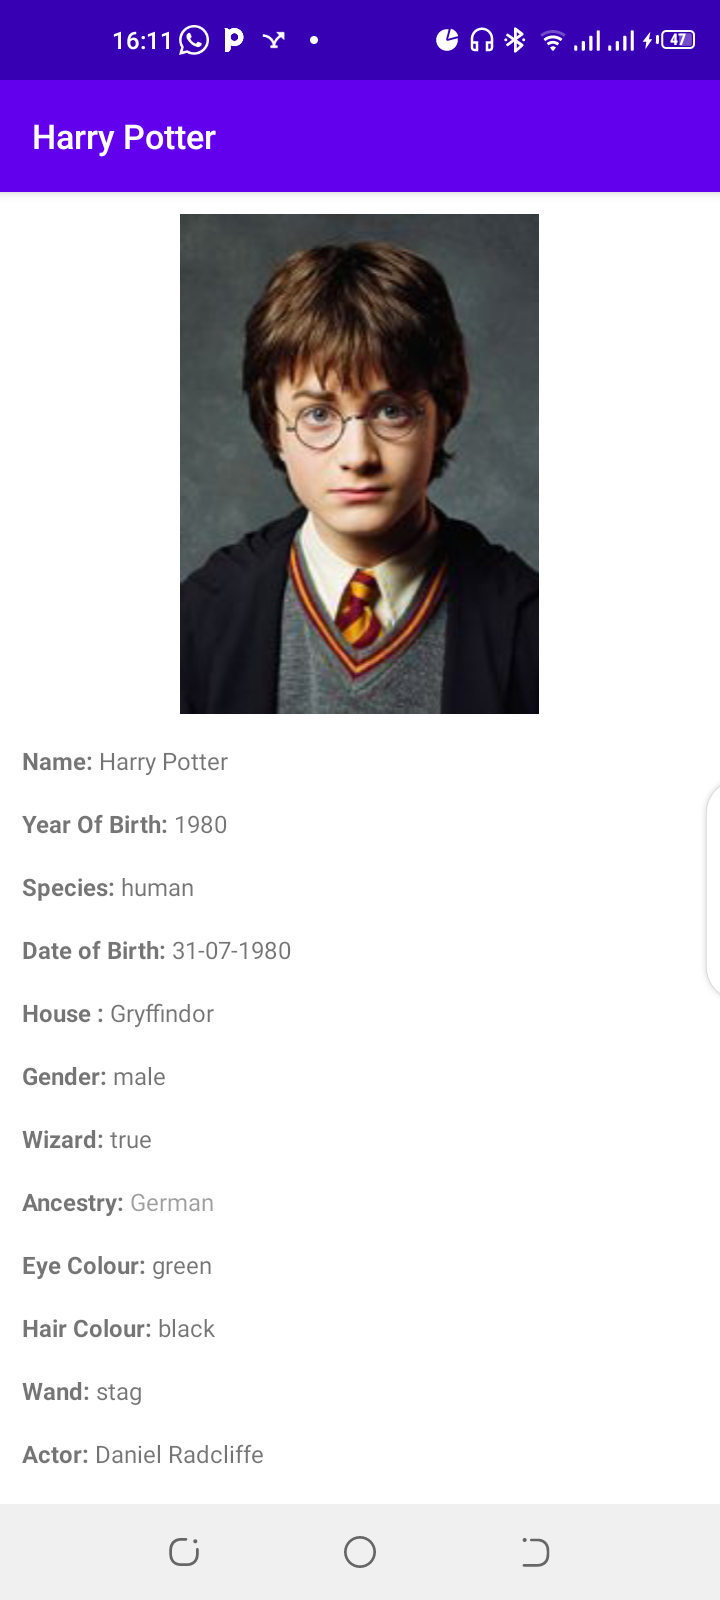 16:11
47
Harry Potter
Name: Harry Potter
Year Of Birth: 1980
Species: human
Date of Birth: 31-07-1980
House : Gryffindor
Gender: male
Wizard: true
Ancestry: German
Eye Colour: green
Hair Colour: black
Wand: stag
Actor: Daniel Radcliffe